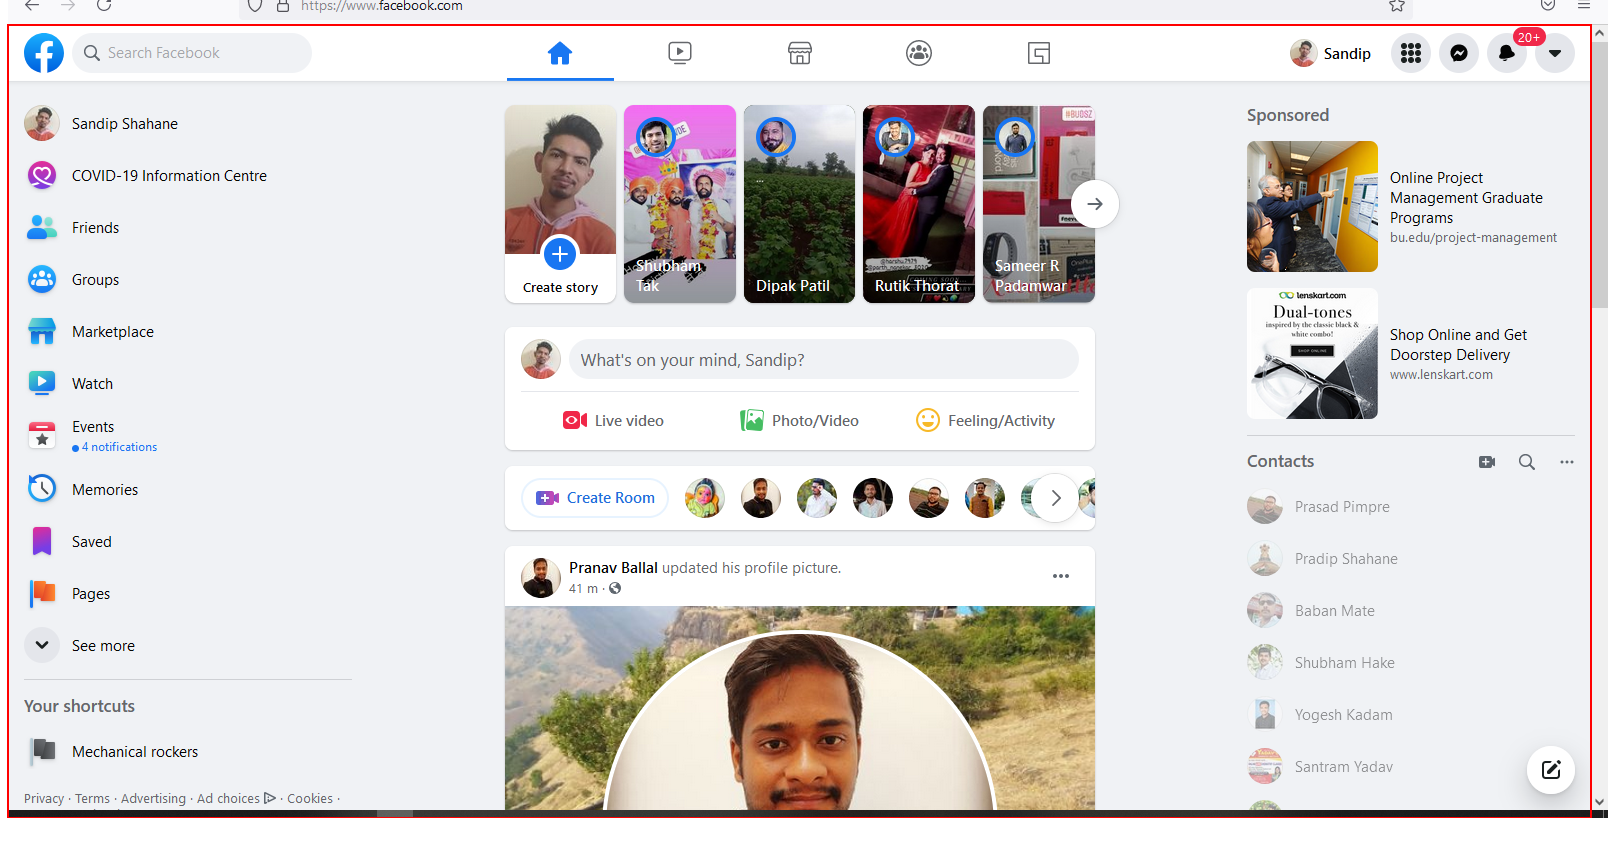 https://www.facebook.com
Search Facebook
Sandip
20+
Sandip Shahane
COVID-19 Information Centre
Friends
Groups
Marketplace
Watch
Events
4 notifications
Memories
Saved
Pages
See more
Your shortcuts
Mechanical rockers
Privacy · Terms · Advertising · Ad choices · Cookies ·
Create story
Shubham
Tak
Dipak Patil
Rutik Thorat
#BUGSZ
Sameer R
Padamwar
What's on your mind, Sandip?
Live video
Photo/Video
Feeling/Activity
Create Room
Pranav Ballal updated his profile picture.
41 m ·
Sponsored
Online Project
Management Graduate
Programs
bu.edu/project-management
lenskart.com
Dual-tones
inspired by the classic black &
white combo!
SHOP ONLINE
Shop Online and Get
Doorstep Delivery
www.lenskart.com
Contacts
Prasad Pimpre
Pradip Shahane
Baban Mate
Shubham Hake
Yogesh Kadam
Santram Yadav